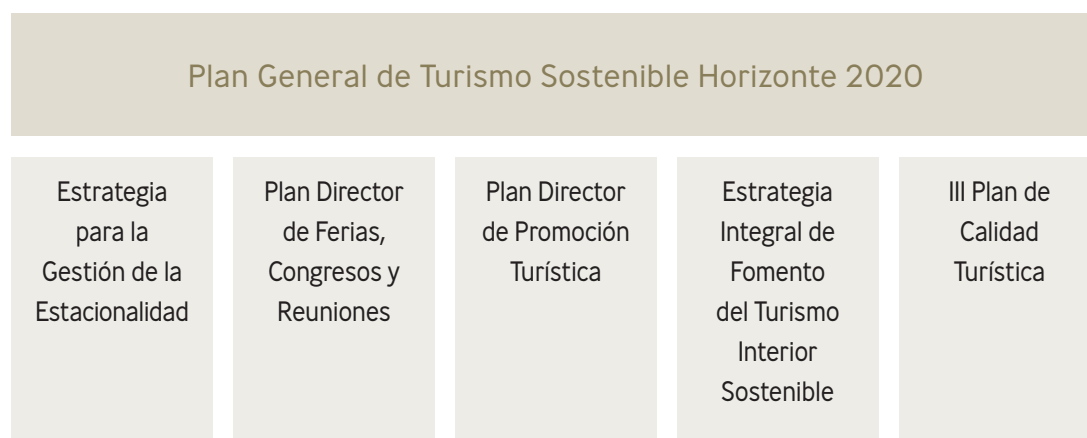 Plan General de Turismo Sostenible Horizonte 2020
Estrategia
para la
Gestión de la
Estacionalidad
Plan Director
de Ferias,
Congresos y
Reuniones
Plan Director
de Promoción
Turística
Estrategia
Integral de
Fomento
del Turismo
Interior
Sostenible
III Plan de
Calidad
Turística